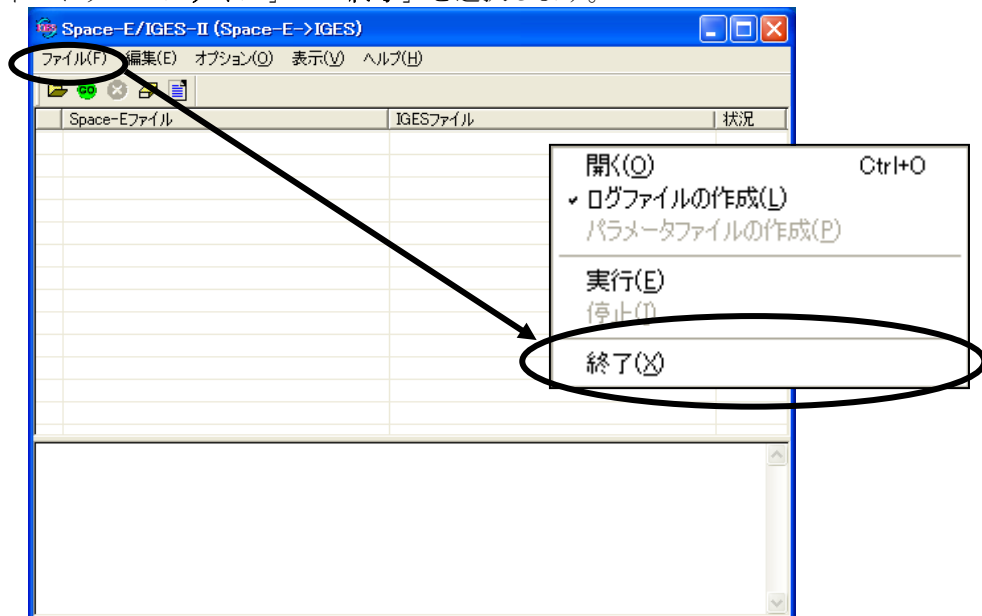 Space-E/IGES-II (Space-E->IGES)
ファイル(F) 編集(E) オプション(O) 表示(V) ヘルプ(H)
GO
Space-Eファイル IGESファイル 状況
開く(O) Ctrl+O
ログファイルの作成(L)
パラメータファイルの作成(P)
実行(E)
停止(I)
終了(X)